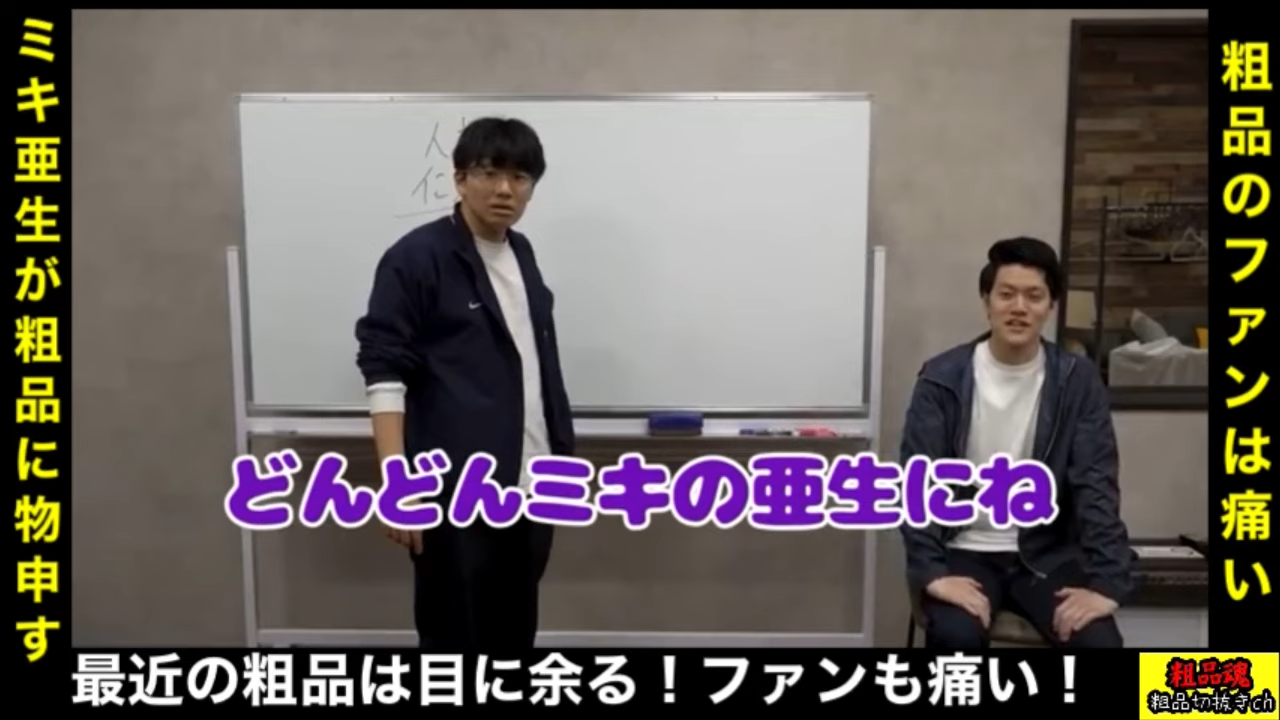 ミキ亜生が粗品に物申す
粗品のファンは痛い
人
仁
どんどんミキの亜生にね
最近の粗品は目に余る！ファンも痛い！
粗品魂
粗品切抜きch